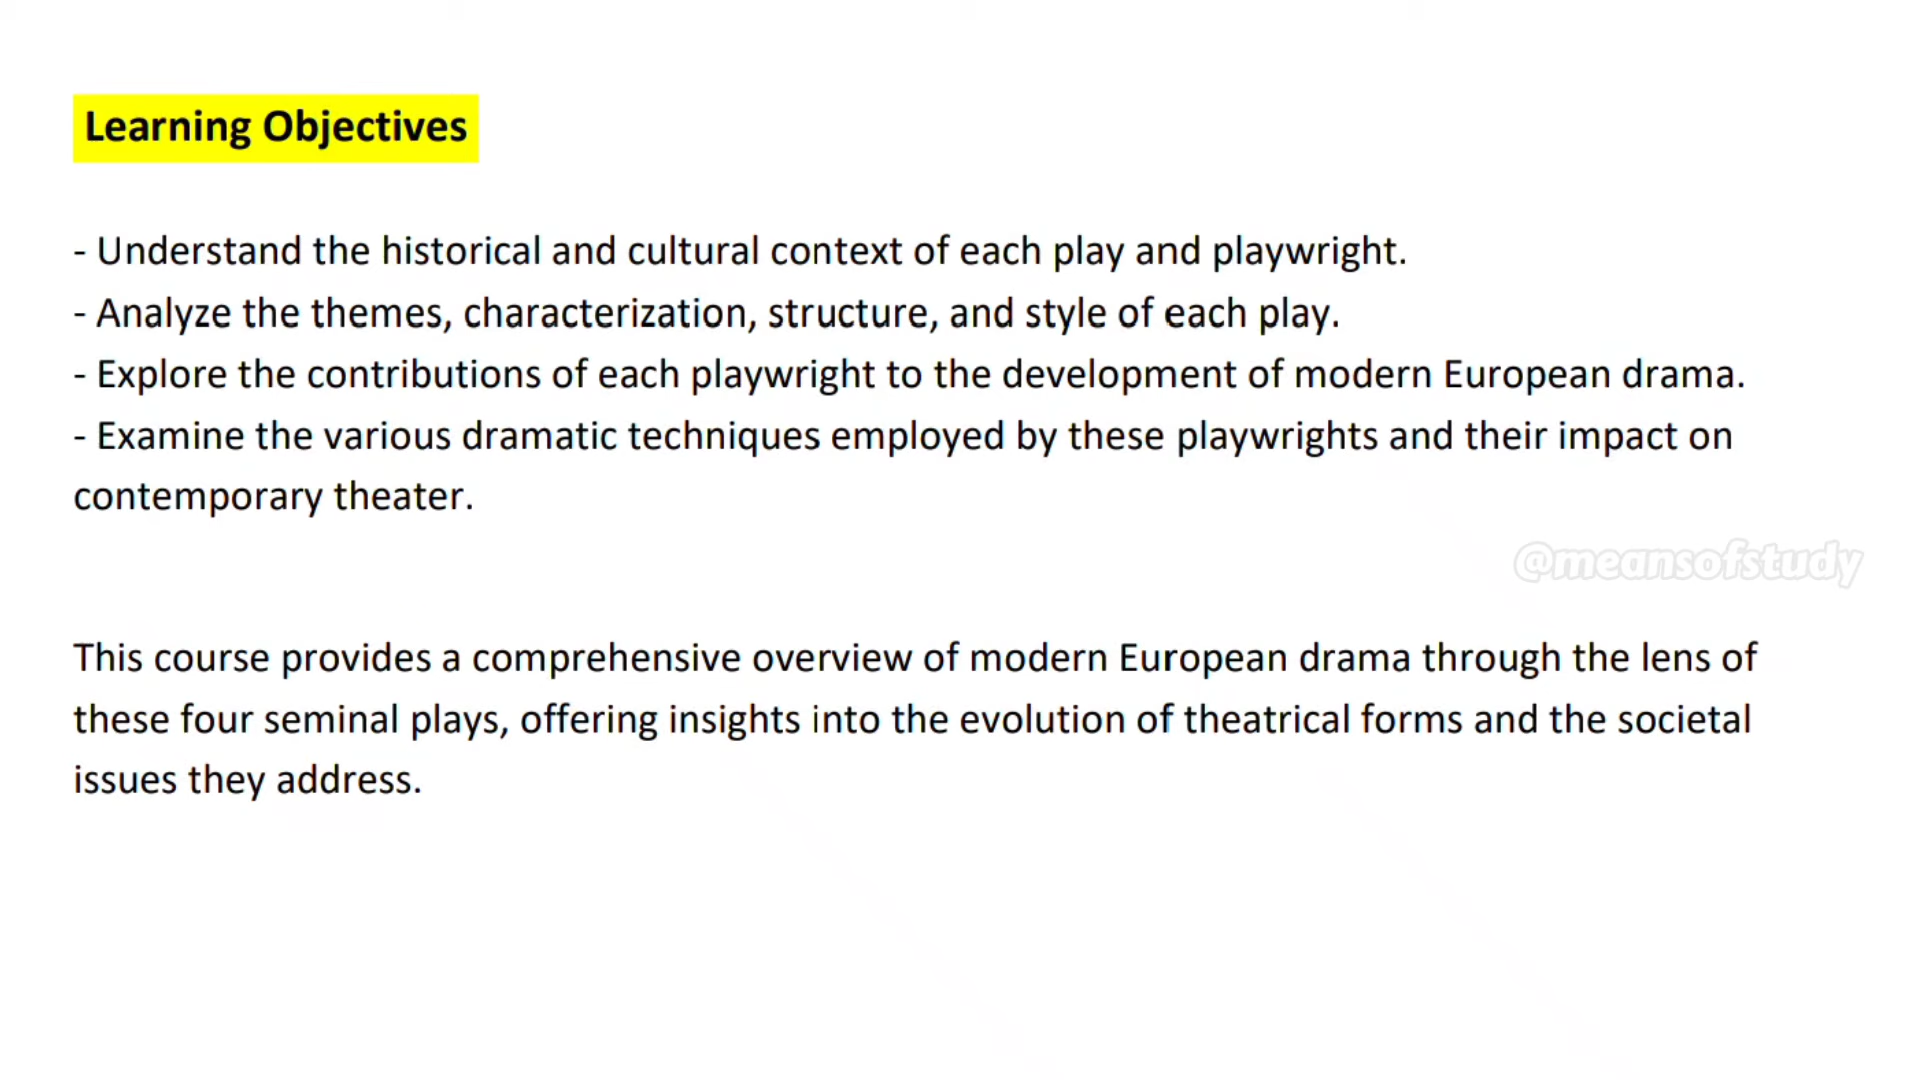 Learning Objectives
- Understand the historical and cultural context of each play and playwright.
- Analyze the themes, characterization, structure, and style of each play.
- Explore the contributions of each playwright to the development of modern European drama.
- Examine the various dramatic techniques employed by these playwrights and their impact on
contemporary theater.
@meansofstudy
This course provides a comprehensive overview of modern European drama through the lens of
these four seminal plays, offering insights into the evolution of theatrical forms and the societal
issues they address.